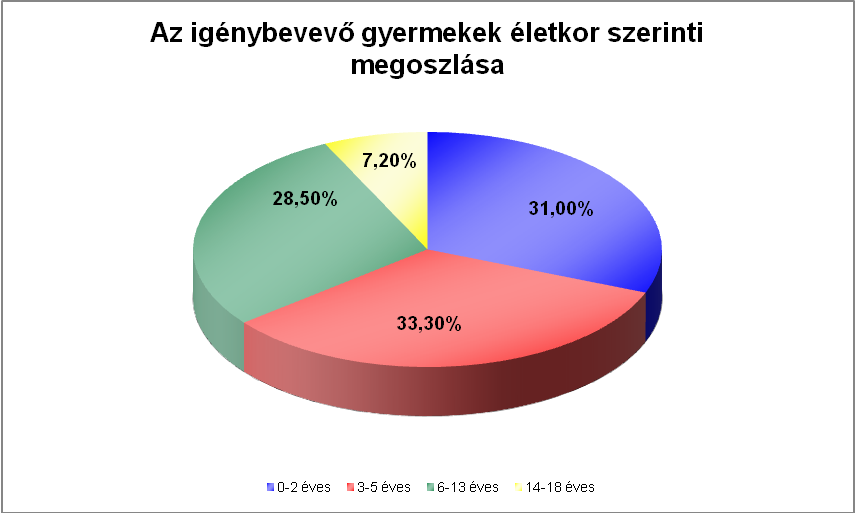 Az igénybevevő gyermekek életkor szerinti
megoszlása
7,20%
28,50%
31,00%
33,30%
0-2 éves 3-5 éves 6-13 éves 14-18 éves